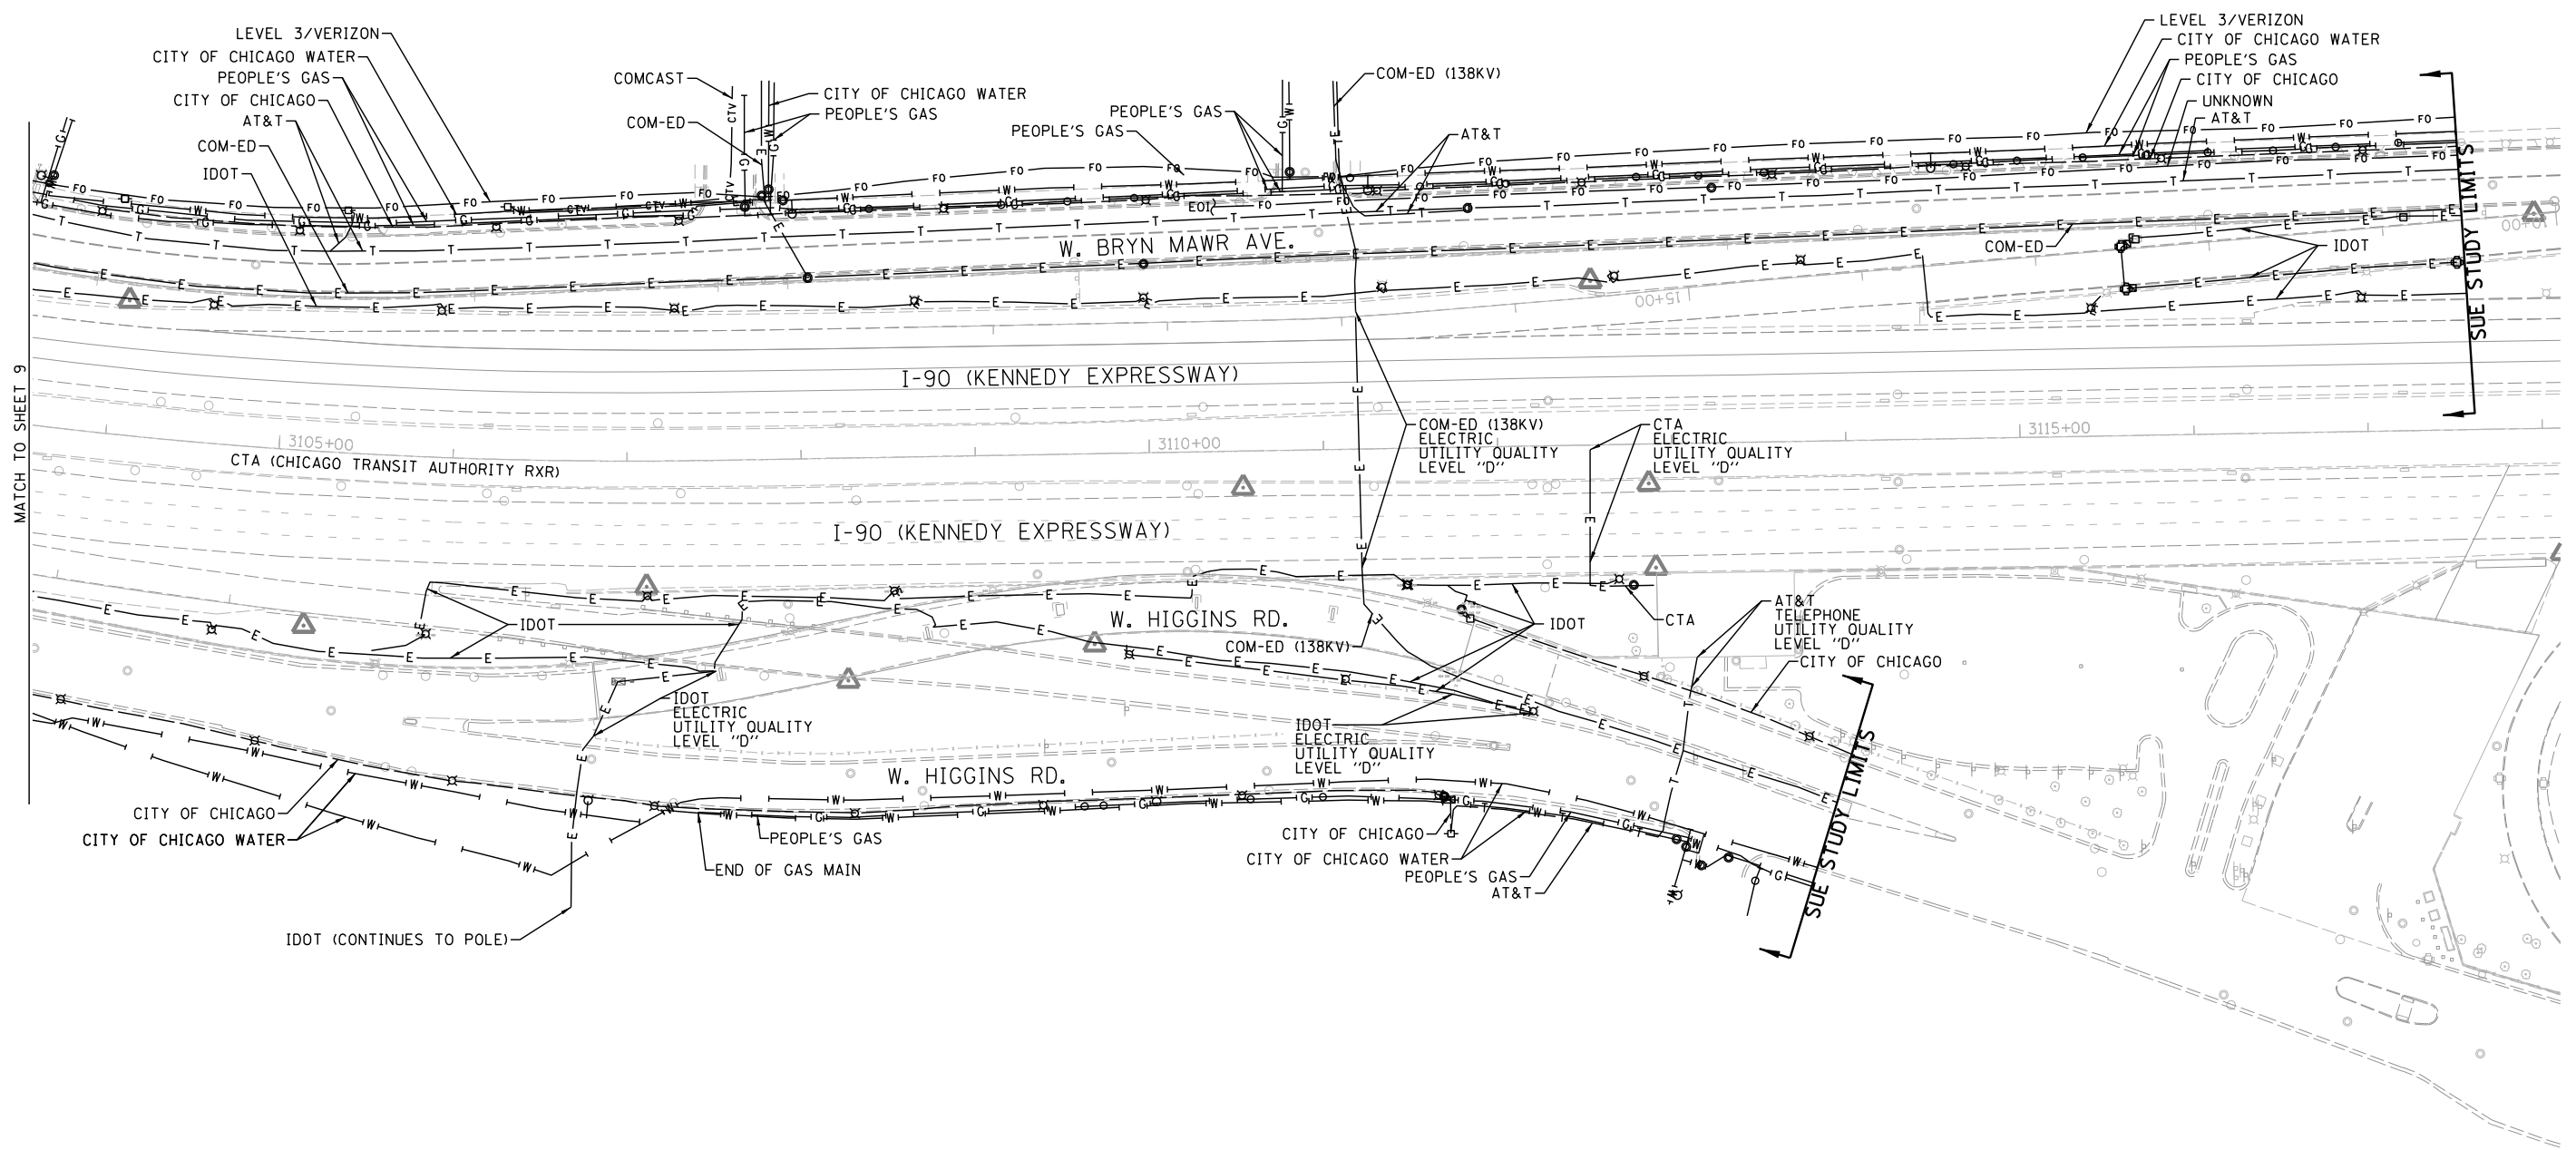 LEVEL 3/VERIZON
CITY OF CHICAGO WATER
PEOPLE'S GAS
CITY OF CHICAGO
AT&T
COM-ED
IDOT
COMCAST
COM-ED
CITY OF CHICAGO WATER
PEOPLE'S GAS
PEOPLE'S GAS
PEOPLE'S GAS
COM-ED (138KV)
AT&T
LEVEL 3/VERIZON
CITY OF CHICAGO WATER
PEOPLE'S GAS
CITY OF CHICAGO
UNKNOWN
AT&T
EOI
W. BRYN MAWR AVE.
COM-ED
IDOT
SUE STUDY LIMITS
15+00
MATCH TO SHEET 9
I-90 (KENNEDY EXPRESSWAY)
3105+00
3110+00
3115+00
CTA (CHICAGO TRANSIT AUTHORITY RXR)
COM-ED (138KV)
ELECTRIC
UTILITY QUALITY
LEVEL "D"
CTA
ELECTRIC
UTILITY QUALITY
LEVEL "D"
I-90 (KENNEDY EXPRESSWAY)
IDOT
W. HIGGINS RD.
COM-ED (138KV)
IDOT
CTA
AT&T
TELEPHONE
UTILITY QUALITY
LEVEL "D"
CITY OF CHICAGO
IDOT
ELECTRIC
UTILITY QUALITY
LEVEL "D"
IDOT
ELECTRIC
UTILITY QUALITY
LEVEL "D"
W. HIGGINS RD.
SUE STUDY LIMITS
CITY OF CHICAGO
CITY OF CHICAGO WATER
PEOPLE'S GAS
END OF GAS MAIN
CITY OF CHICAGO
CITY OF CHICAGO WATER
PEOPLE'S GAS
AT&T
IDOT (CONTINUES TO POLE)